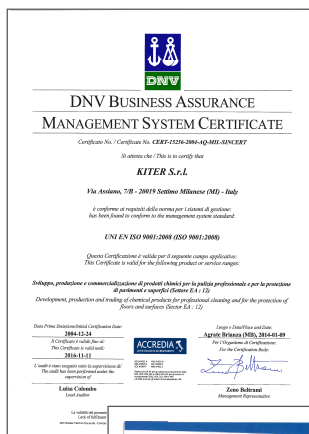 DNV
DNV BUSINESS ASSURANCE
MANAGEMENT SYSTEM CERTIFICATE
Certificato No. / Certificate No. CERT-15256-2004-AQ-MIL-SINCERT
Si attesta che / This is to certify that
KITER S.r.l.
Via Assiano, 7/B - 20019 Settimo Milanese (MI) - Italy
è conforme ai requisiti della norma per i sistemi di gestione:
has been found to conform to the management system standard:
UNI EN ISO 9001:2008 (ISO 9001:2008)
Questa Certificazione è valida per il seguente campo applicativo:
This Certificate is valid for the following product or service ranges:
Sviluppo, produzione e commercializzazione di prodotti chimici per la pulizia professionale e per la protezione
di pavimenti e superfici (Settore EA : 12)
Development, production and trading of chemical products for professional cleaning and for the protection of
floors and surfaces (Sector EA : 12)
Data Prima Emissione/Initial Certification Date:
2004-12-24
Il Certificato è valido fino al:
This Certificate is valid until:
2016-11-11
L'audit è stato eseguito sotto la supervisione di/
The audit has been performed under the
supervision of
Luisa Colombo
Lead Auditor
ACCREDIA
Luogo e Data/Place and Date:
Agrate Brianza (MB), 2014-01-09
Per l'Organismo di Certificazione:
For the Certification Body:
Zeno Beltrami
Management Representative
La validità del presente
Lack of fulfilment